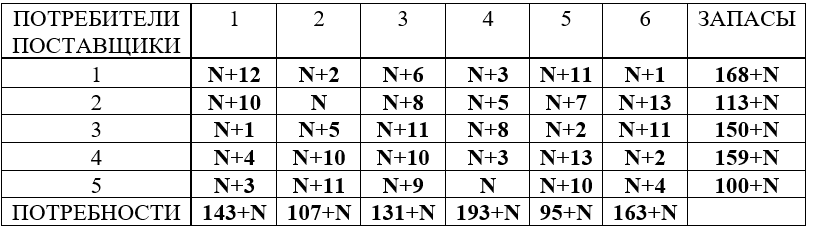 ПОТРЕБИТЕЛИ 1 2 3 4 5 6 ЗАПАСЫ
ПОСТАВЩИКИ
1 N+12 N+2 N+6 N+3 N+11 N+1 168+N
2 N+10 N N+8 N+5 N+7 N+13 113+N
3 N+1 N+5 N+11 N+8 N+2 N+11 150+N
4 N+4 N+10 N+10 N+3 N+13 N+2 159+N
5 N+3 N+11 N+9 N N+10 N+4 100+N
ПОТРЕБНОСТИ 143+N 107+N 131+N 193+N 95+N 163+N